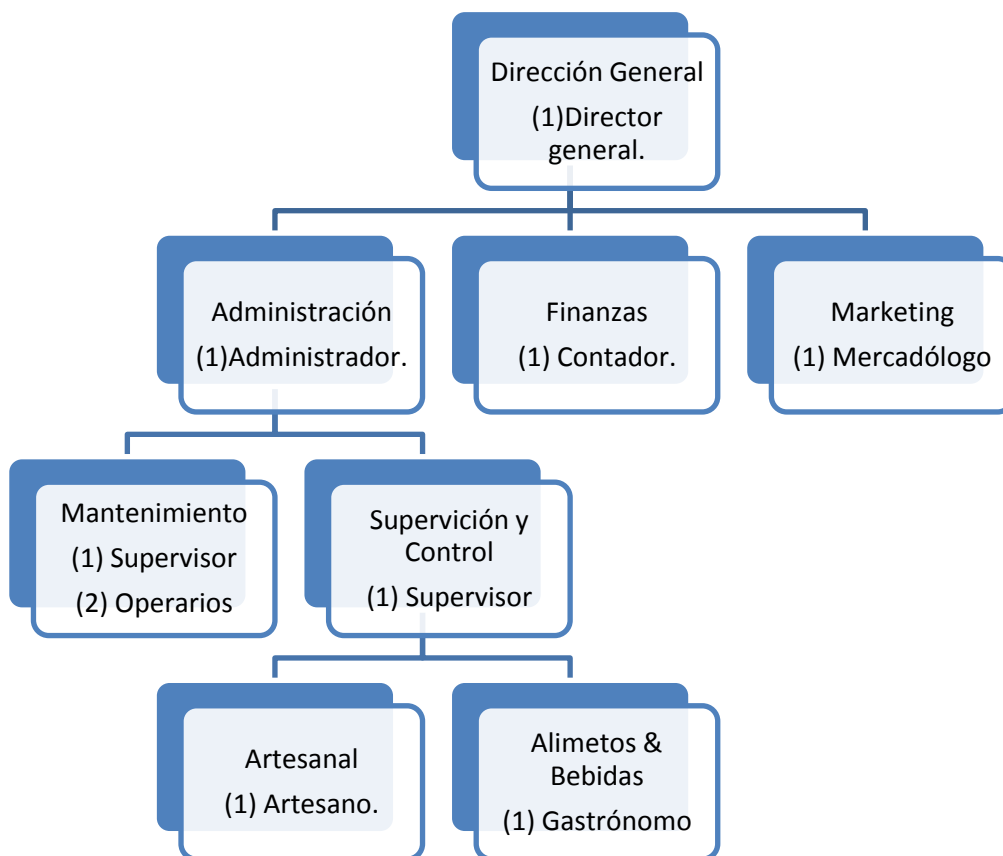 Dirección General
(1)Director
general.
Administración
(1)Administrador.
Finanzas
(1) Contador.
Marketing
(1) Mercadólogo
Mantenimiento
(1) Supervisor
(2) Operarios
Supervición y
Control
(1) Supervisor
Artesanal
(1) Artesano.
Alimetos &
Bebidas
(1) Gastrónomo